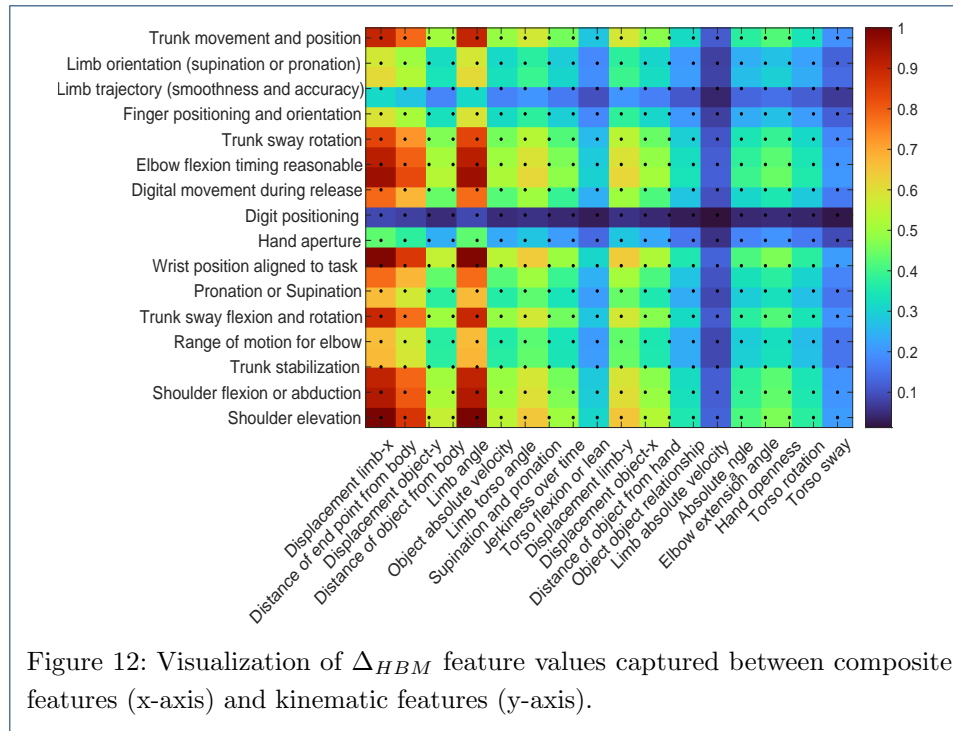 Trunk movement and position
Limb orientation (supination or pronation)
Limb trajectory (smoothness and accuracy)
Finger positioning and orientation
Trunk sway rotation
Elbow flexion timing reasonable
Digital movement during release
Digit positioning
Hand aperture
Wrist position aligned to task
Pronation or Supination
Trunk sway flexion and rotation
Range of motion for elbow
Trunk stabilization
Shoulder flexion or abduction
Shoulder elevation
1
0.9
0.8
0.7
0.6
0.5
0.4
0.3
0.2
0.1
Displacement limb-x
Distance of end point from body
Displacement object-y
Distance of object from body
Limb angle
Object absolute velocity
Limb torso angle
Supination and pronation
Jerkiness over time
Torso flexion or lean
Displacement limb-y
Displacement object-x
Distance of object from hand
Object object relationship
Limb absolute velocity
Absolute ngle
Elbow extension angle
Hand openness
Torso rotation
Torso sway
Figure 12: Visualization of Δ_HBM feature values captured between composite
features (x-axis) and kinematic features (y-axis).